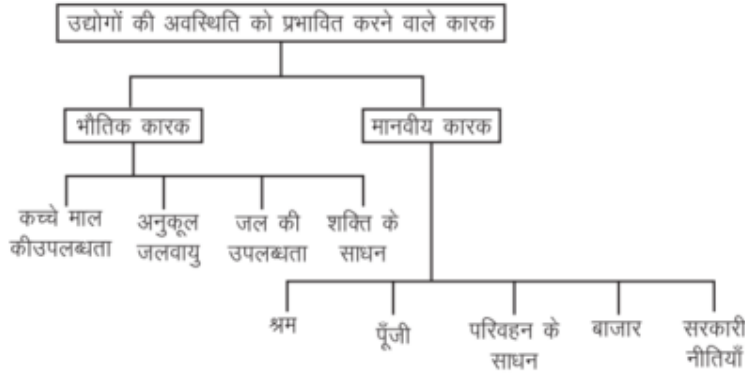 उद्योगों की अवस्थिति को प्रभावित करने वाले कारक
भौतिक कारक
मानवीय कारक
कच्चे माल
कीउपलब्धता
अनुकूल
जलवायु
जल की
उपलब्धता
शक्ति के
साधन
श्रम
पूँजी
परिवहन के
साधन
बाजार
सरकारी
नीतियाँ